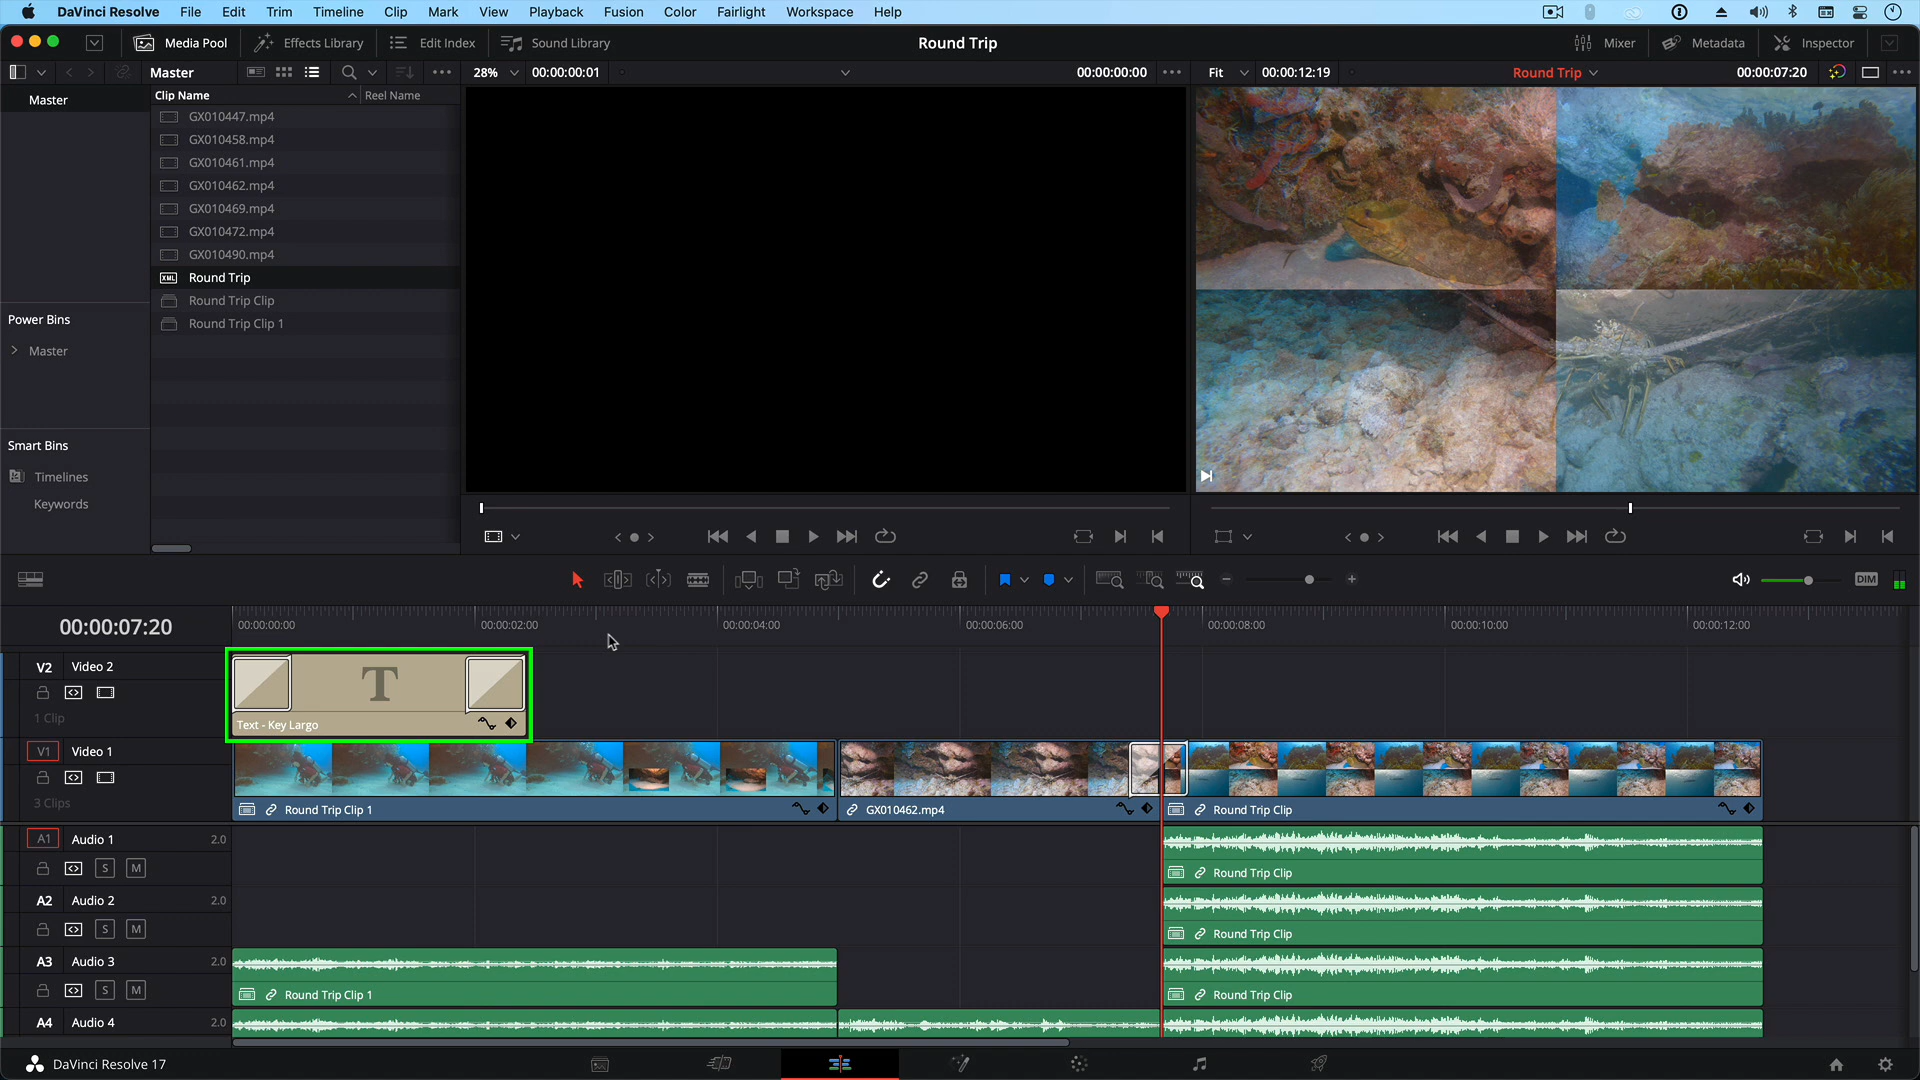 DaVinci Resolve File Edit Trim Timeline Clip Mark View Playback Fusion Color Fairlight Workspace Help
Media Pool Effects Library Edit Index Sound Library Round Trip Mixer Metadata Inspector
Master 28% 00:00:00:01 00:00:00:00 Fit 00:00:12:19 Round Trip 00:00:07:20
Master
Clip Name Reel Name
GX010447.mp4
GX010458.mp4
GX010461.mp4
GX010462.mp4
GX010469.mp4
GX010472.mp4
GX010490.mp4
XML Round Trip
Round Trip Clip
Round Trip Clip 1
Power Bins
Master
Smart Bins
Timelines
Keywords
DIM
00:00:07:20
00:00:00:00 00:00:02:00 00:00:04:00 00:00:06:00 00:00:08:00 00:00:10:00 00:00:12:00
V2 Video 2
1 Clip
T
Text - Key Largo
V1 Video 1
3 Clips
Round Trip Clip 1 GX010462.mp4 Round Trip Clip
A1 Audio 1 2.0
S M
Round Trip Clip
A2 Audio 2 2.0
S M
Round Trip Clip
A3 Audio 3 2.0
S M
Round Trip Clip 1 Round Trip Clip
A4 Audio 4 2.0
DaVinci Resolve 17